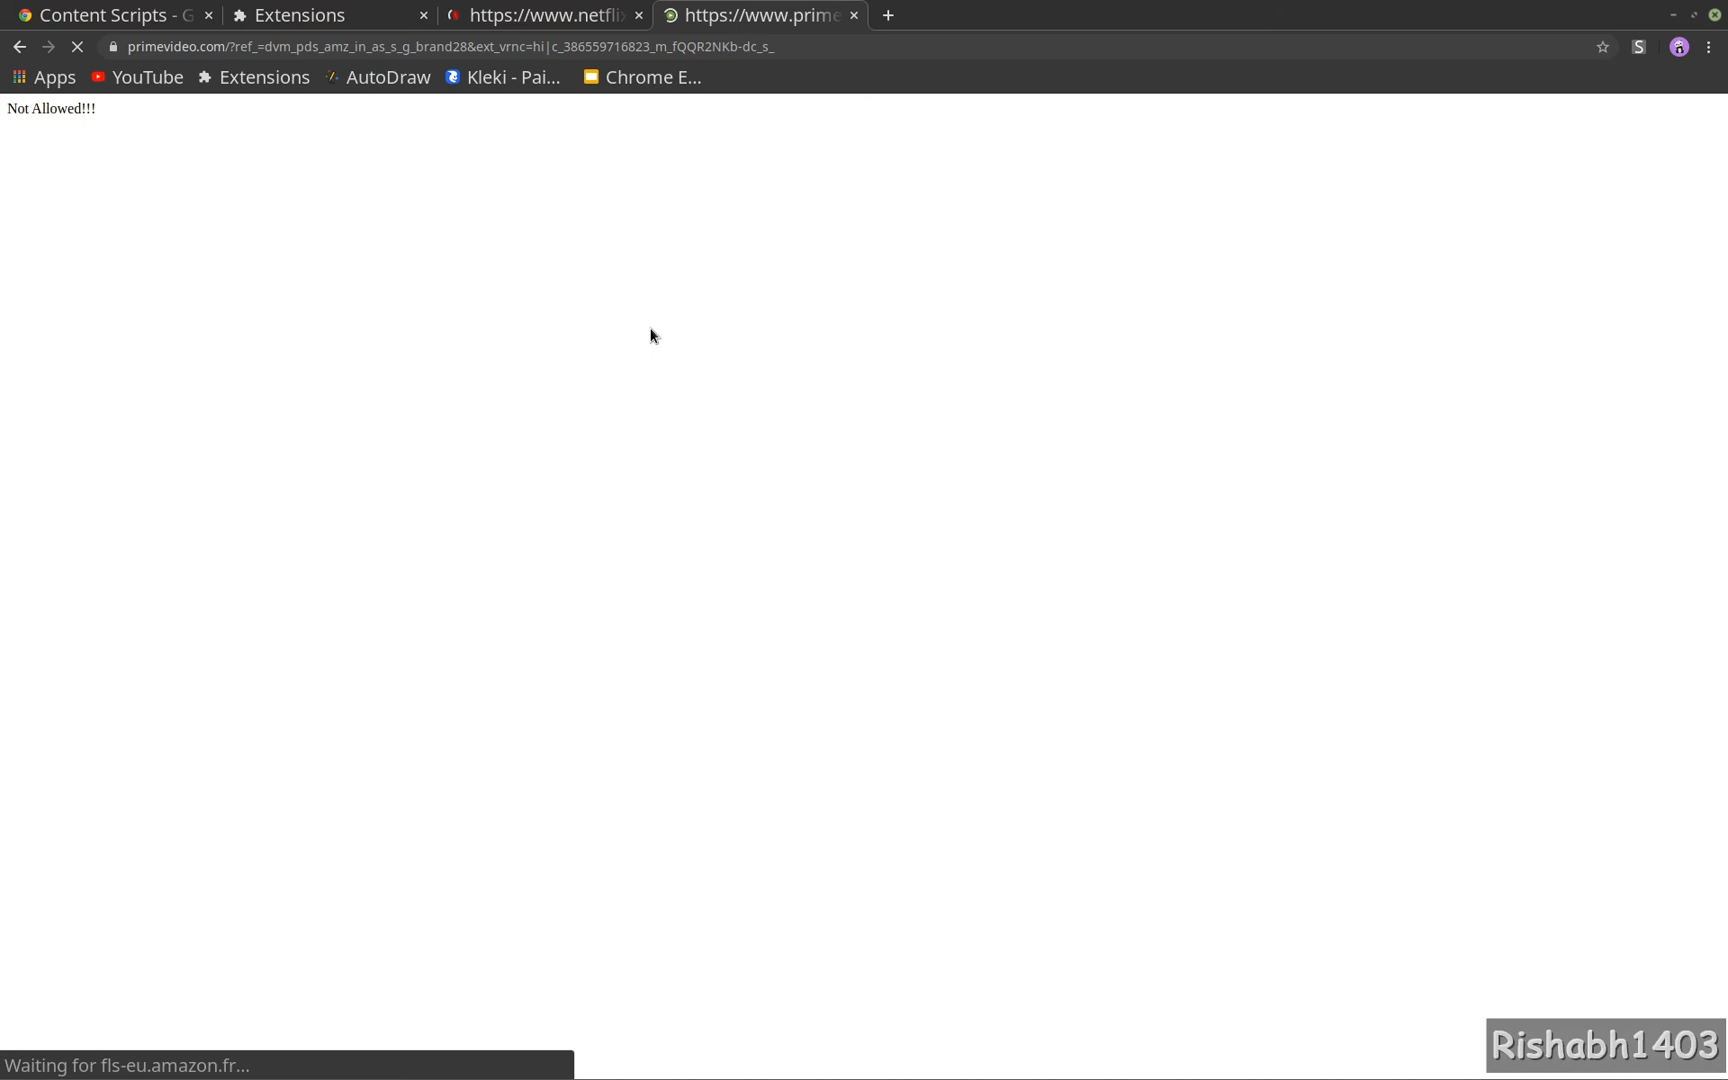 Content Scripts - G
Extensions
https://www.netflix
https://www.prime
primevideo.com/?ref_=dvm_pds_amz_in_as_s_g_brand28&ext_vrnc=hi|c_386559716823_m_fQQR2NKb-dc_s_
S
Apps
YouTube
Extensions
AutoDraw
Kleki - Pai...
Chrome E...
Not Allowed!!!
Waiting for fls-eu.amazon.fr...
Rishabh1403